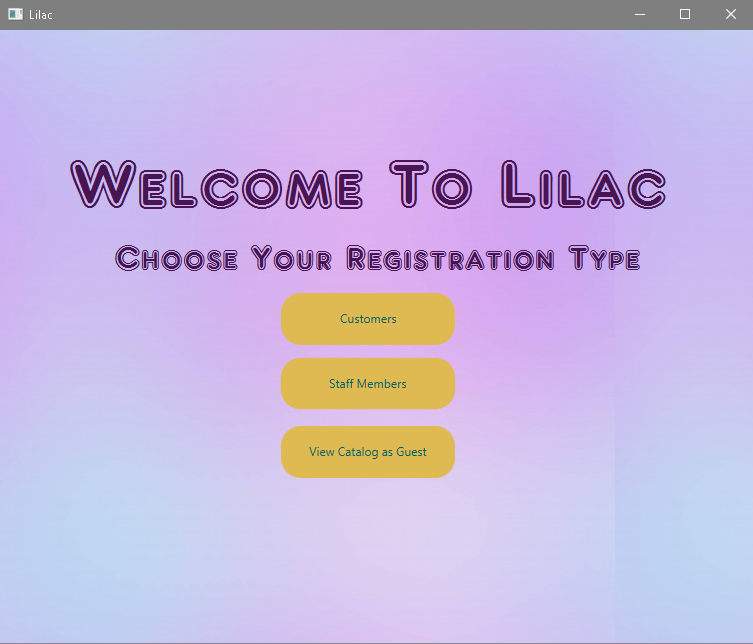 Lilac
Welcome To Lilac
Choose Your Registration Type
Customers
Staff Members
View Catalog as Guest